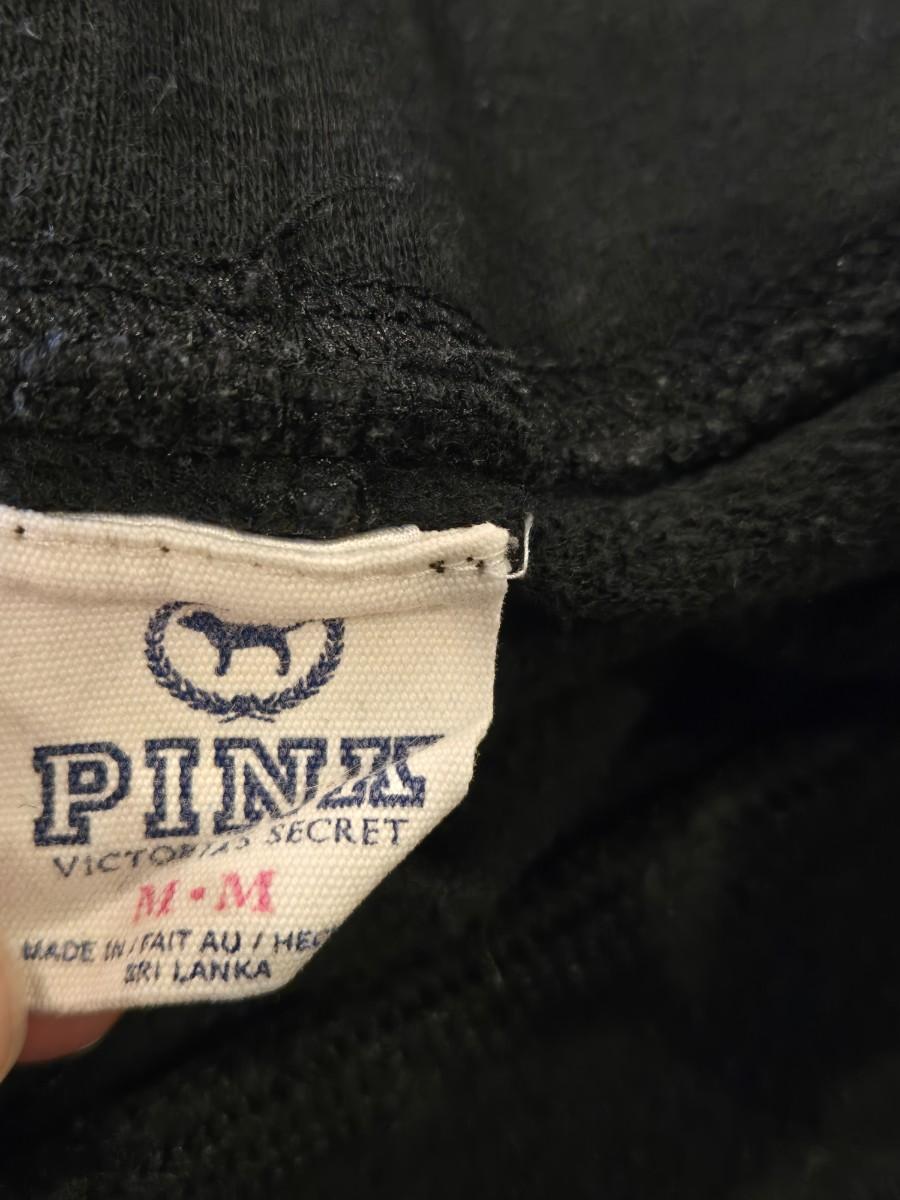 PINK
VICTORIA'S SECRET
M • M
MADE IN / FAIT AU / 
SRI LANKA